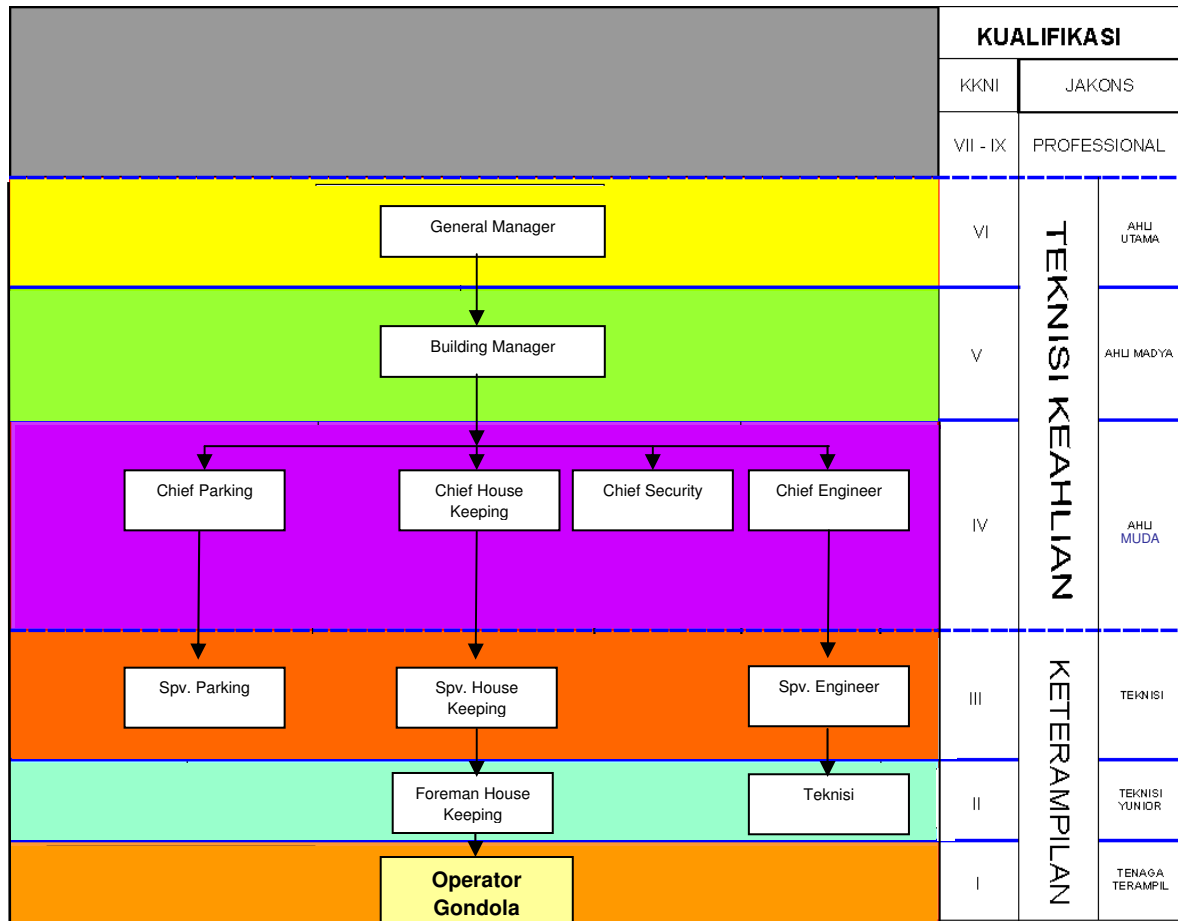 KUALIFIKASI
KKNI
JAKONS
VII - IX
PROFESSIONAL
General Manager
VI
AHLI
UTAMA
TEKNISI KEAHLIAN
Building Manager
V
AHLI MADYA
Chief Parking
Chief House
Keeping
Chief Security
Chief Engineer
IV
AHLI
MUDA
Spv. Parking
Spv. House
Keeping
Spv. Engineer
III
TEKNISI
KETERAMPILAN
Foreman House
Keeping
Teknisi
II
TEKNISI
YUNIOR
Operator
Gondola
I
TENAGA
TERAMPIL